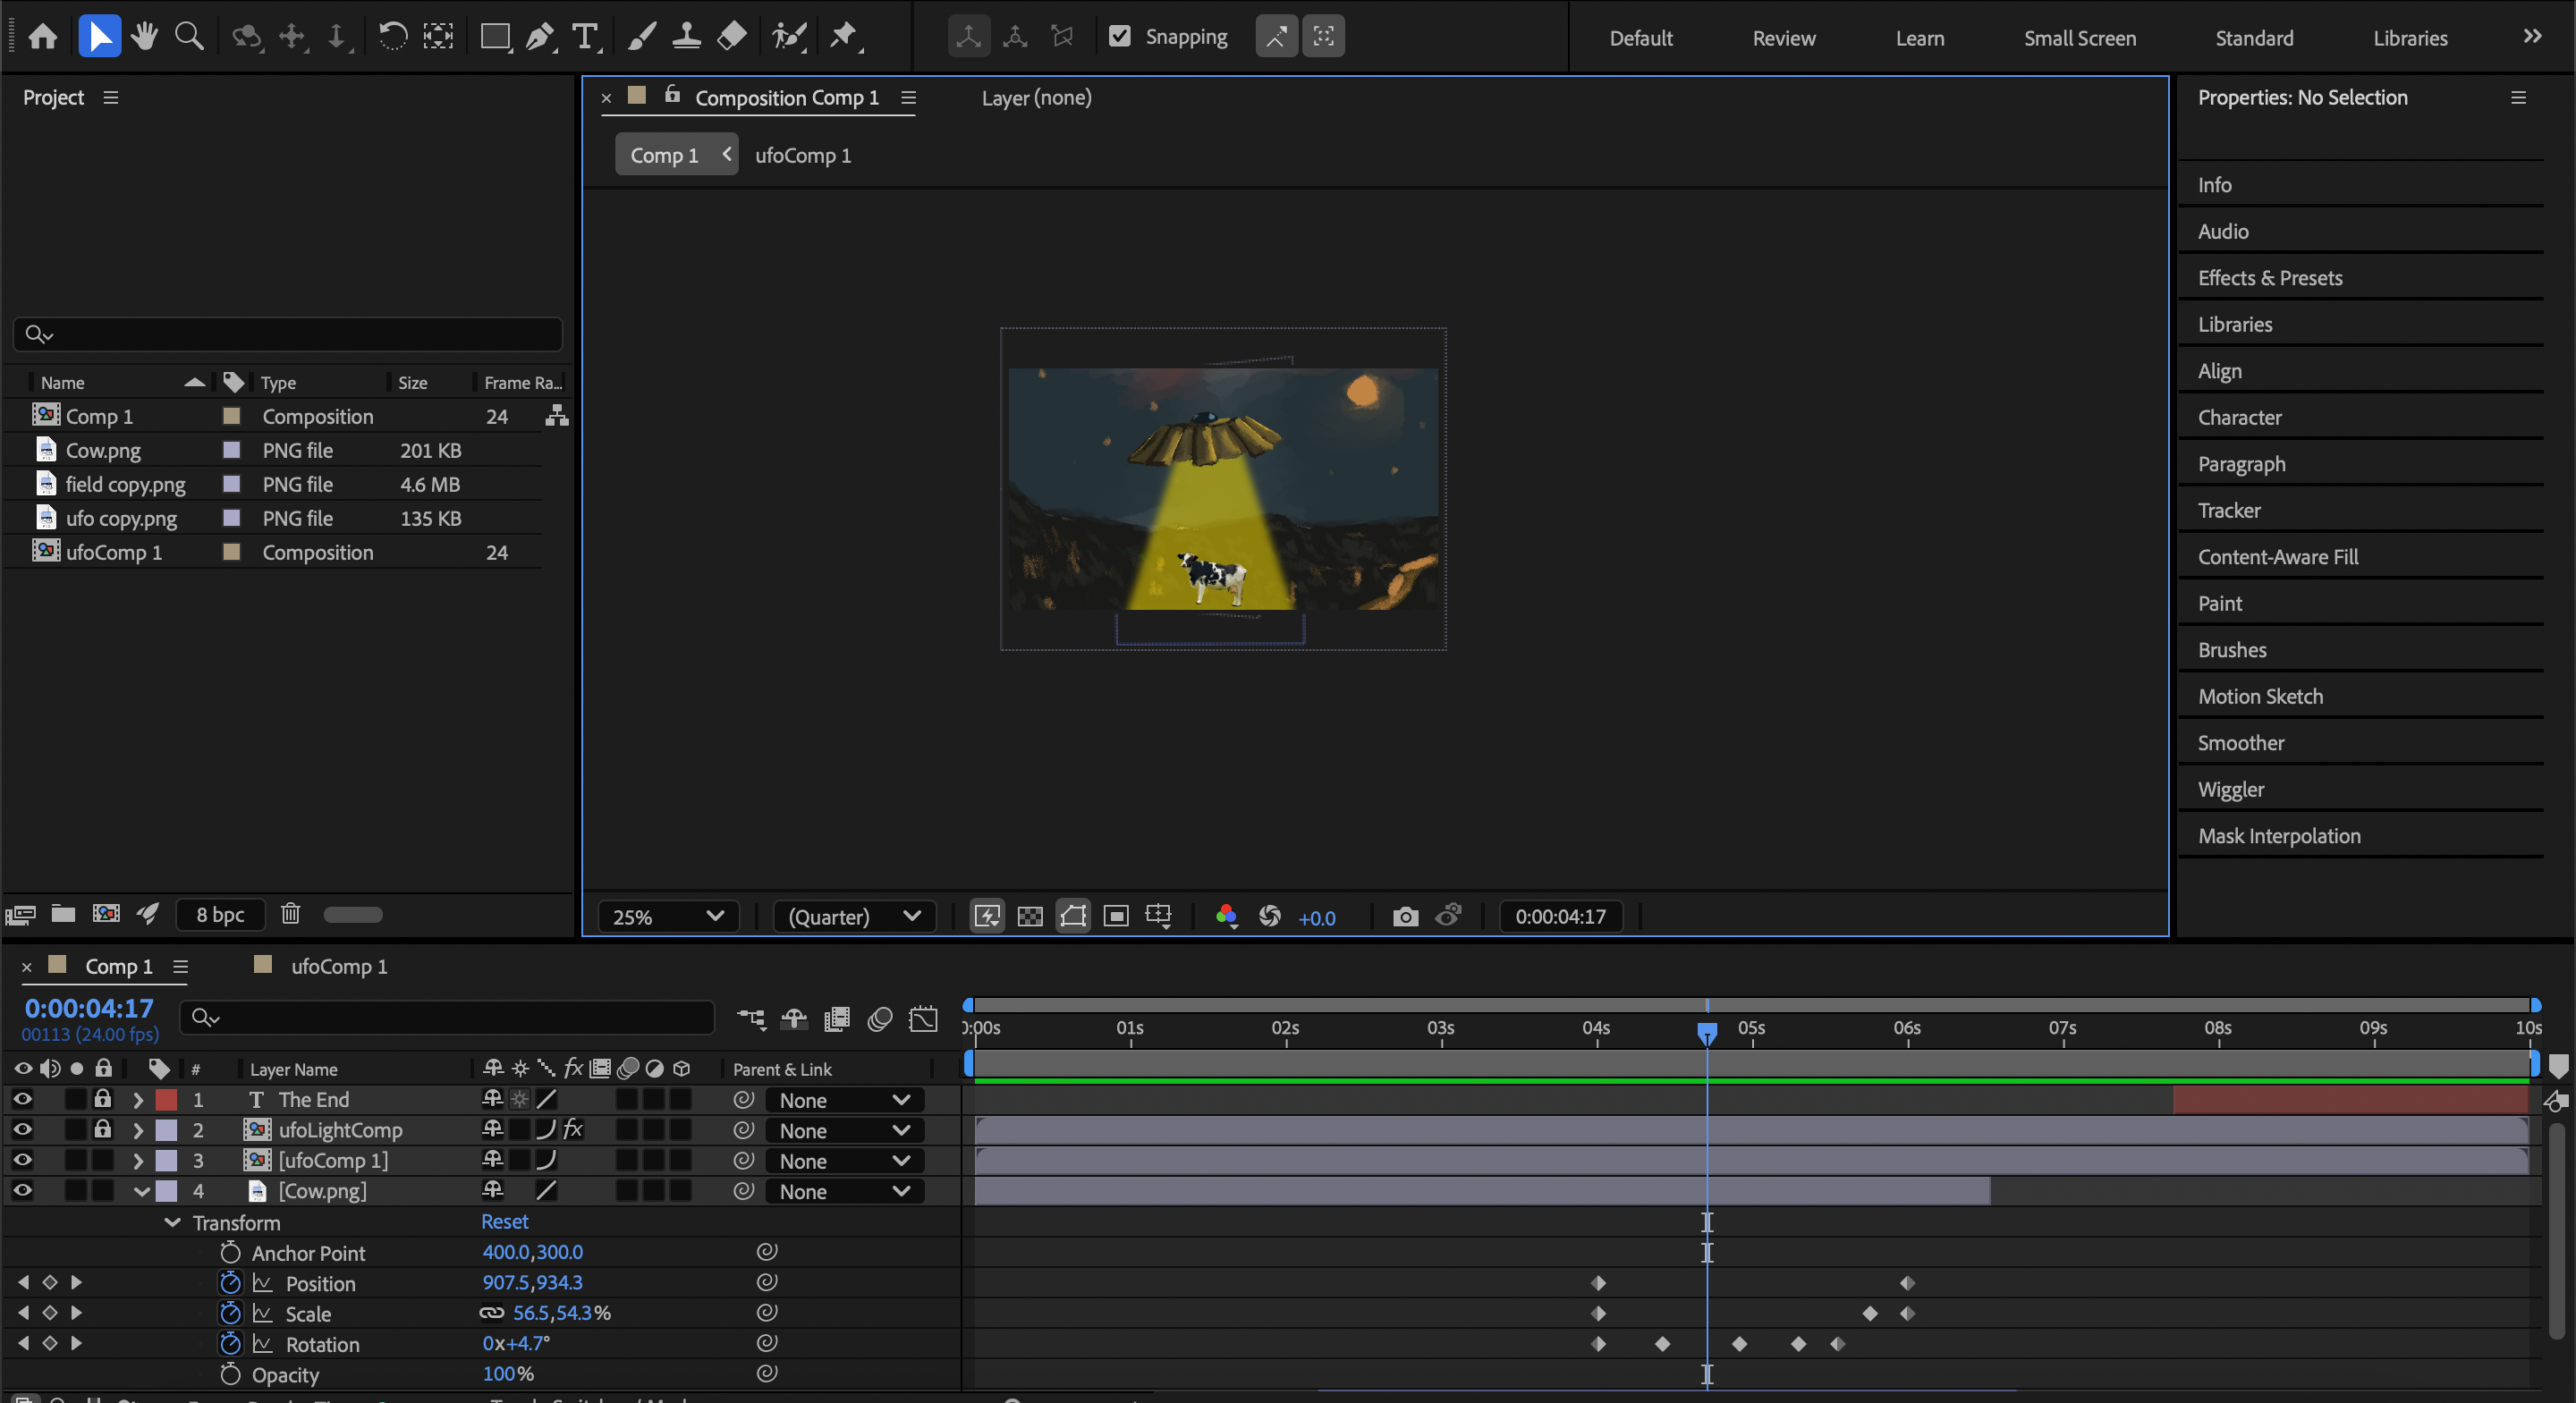 Snapping
Default Review Learn Small Screen Standard Libraries
Project
Composition Comp 1 Layer (none)
Properties: No Selection
Comp 1 ufoComp 1
Info
Audio
Effects & Presets
Libraries
Align
Character
Paragraph
Tracker
Content-Aware Fill
Paint
Brushes
Motion Sketch
Smoother
Wiggler
Mask Interpolation
Name Type Size Frame Ra...
Comp 1 Composition 24
Cow.png PNG file 201 KB
field copy.png PNG file 4.6 MB
ufo copy.png PNG file 135 KB
ufoComp 1 Composition 24
8 bpc
25% (Quarter) +0.0 0:00:04:17
Comp 1 ufoComp 1
0:00:04:17
00113 (24.00 fps)
0:00s 01s 02s 03s 04s 05s 06s 07s 08s 09s 10s
# Layer Name fx Parent & Link
1 T The End None
2 ufoLightComp fx None
3 [ufoComp 1] None
4 [Cow.png] None
Transform Reset
Anchor Point 400.0,300.0
Position 907.5,934.3
Scale 56.5,54.3%
Rotation 0x+4.7°
Opacity 100%